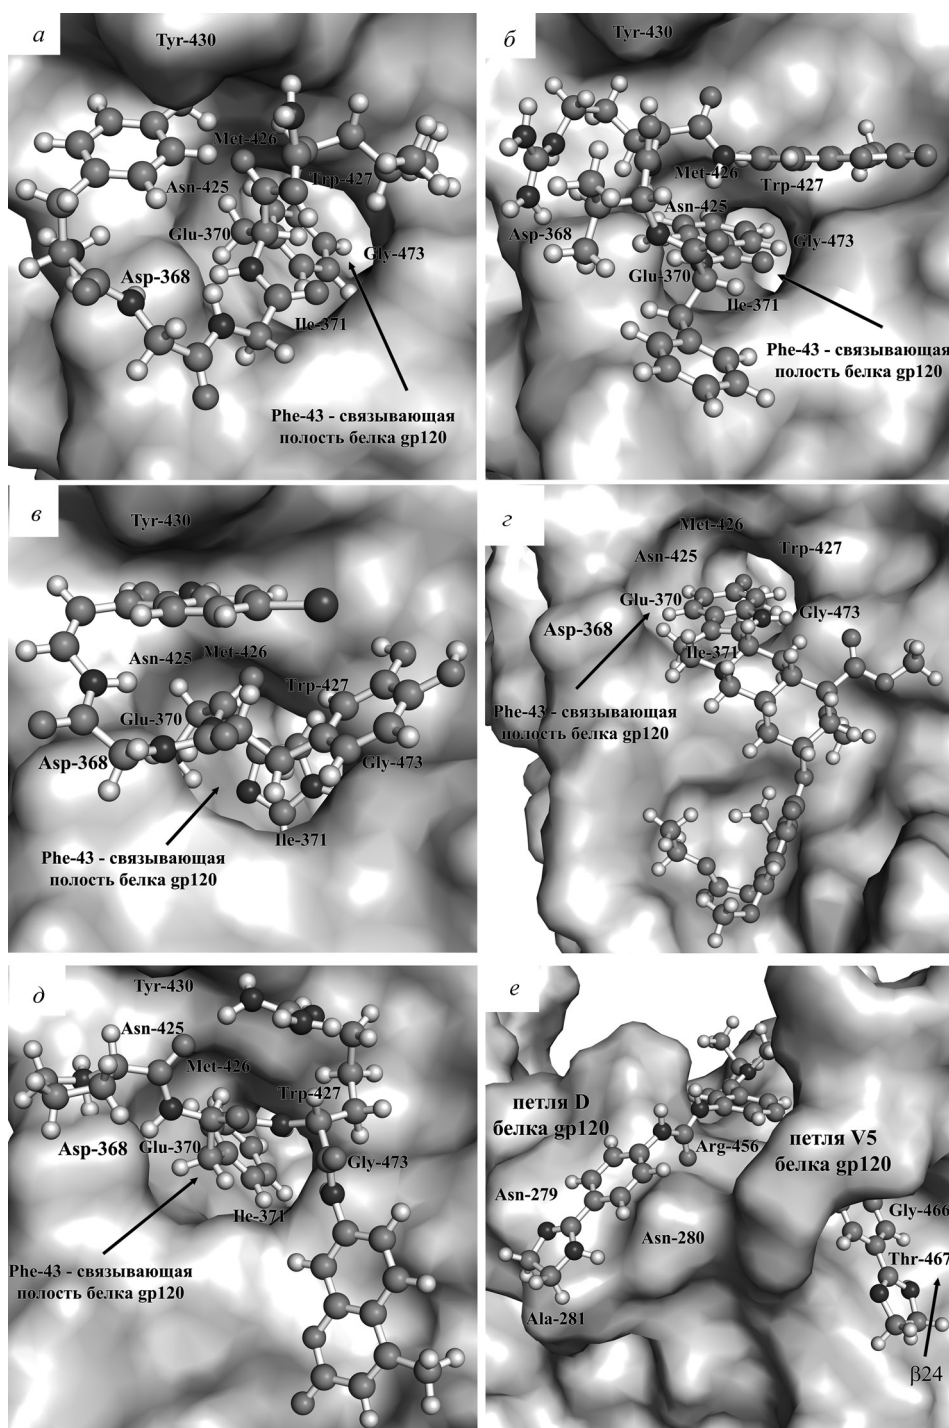 а
Tyr-430
Met-426
Trp-427
Asn-425
Glu-370
Gly-473
Asp-368
Ile-371
Phe-43 - связывающая
полость белка gp120
б
Tyr-430
Met-426
Trp-427
Asn-425
Asp-368
Gly-473
Glu-370
Ile-371
Phe-43 - связывающая
полость белка gp120
в
Tyr-430
Met-426
Asn-425
Trp-427
Glu-370
Asp-368
Gly-473
Ile-371
Phe-43 - связывающая
полость белка gp120
г
Met-426
Trp-427
Asn-425
Glu-370
Gly-473
Asp-368
Ile-371
Phe-43 - связывающая
полость белка gp120
д
Tyr-430
Asn-425
Met-426
Trp-427
Asp-368
Glu-370
Gly-473
Ile-371
Phe-43 - связывающая
полость белка gp120
е
петля D
белка gp120
Arg-456
петля V5
белка gp120
Asn-279
Asn-280
Gly-466
Thr-467
Ala-281
β24